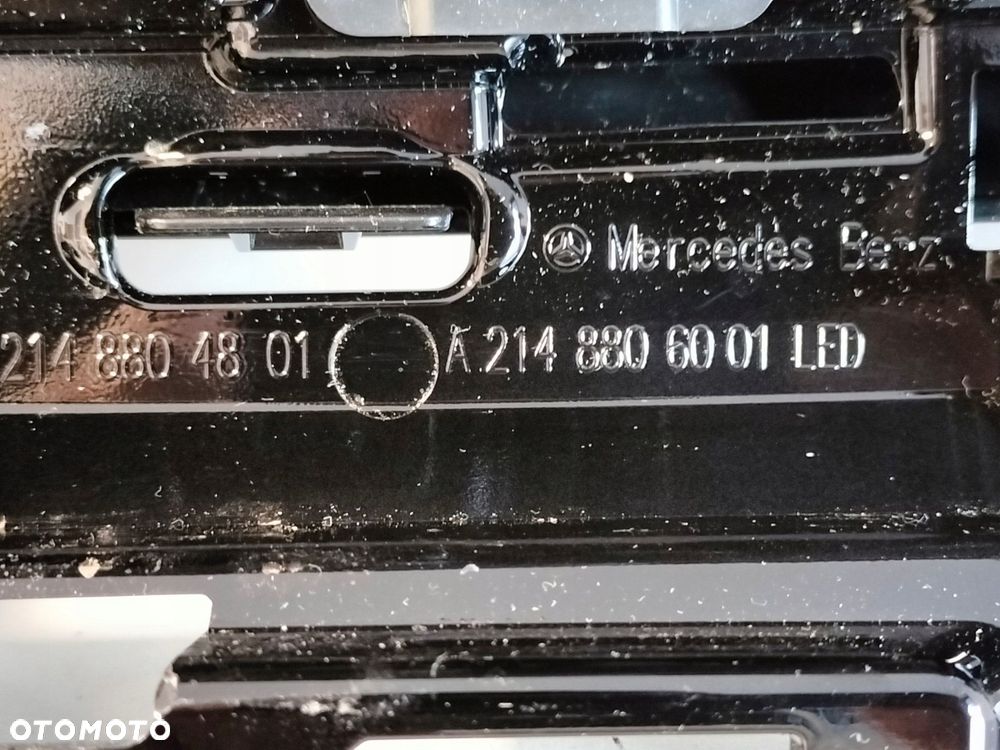 Mercedes Benz
214 880 48 01 A 214 880 60 01 LED
OTOMOTO